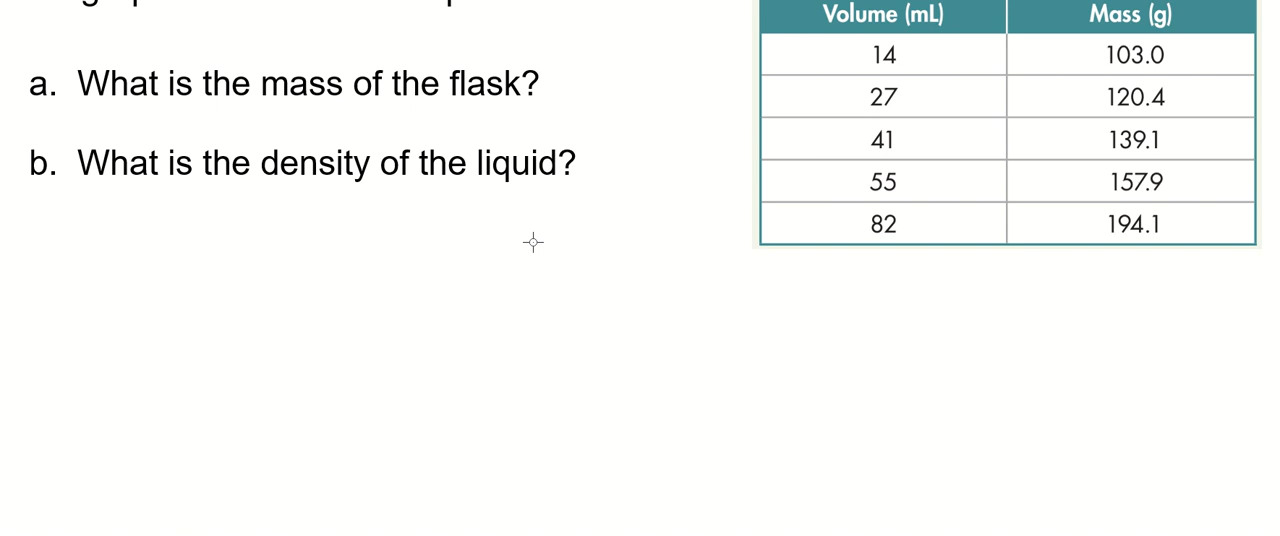 a. What is the mass of the flask?
b. What is the density of the liquid?
Volume (mL) Mass (g)
14 103.0
27 120.4
41 139.1
55 157.9
82 194.1